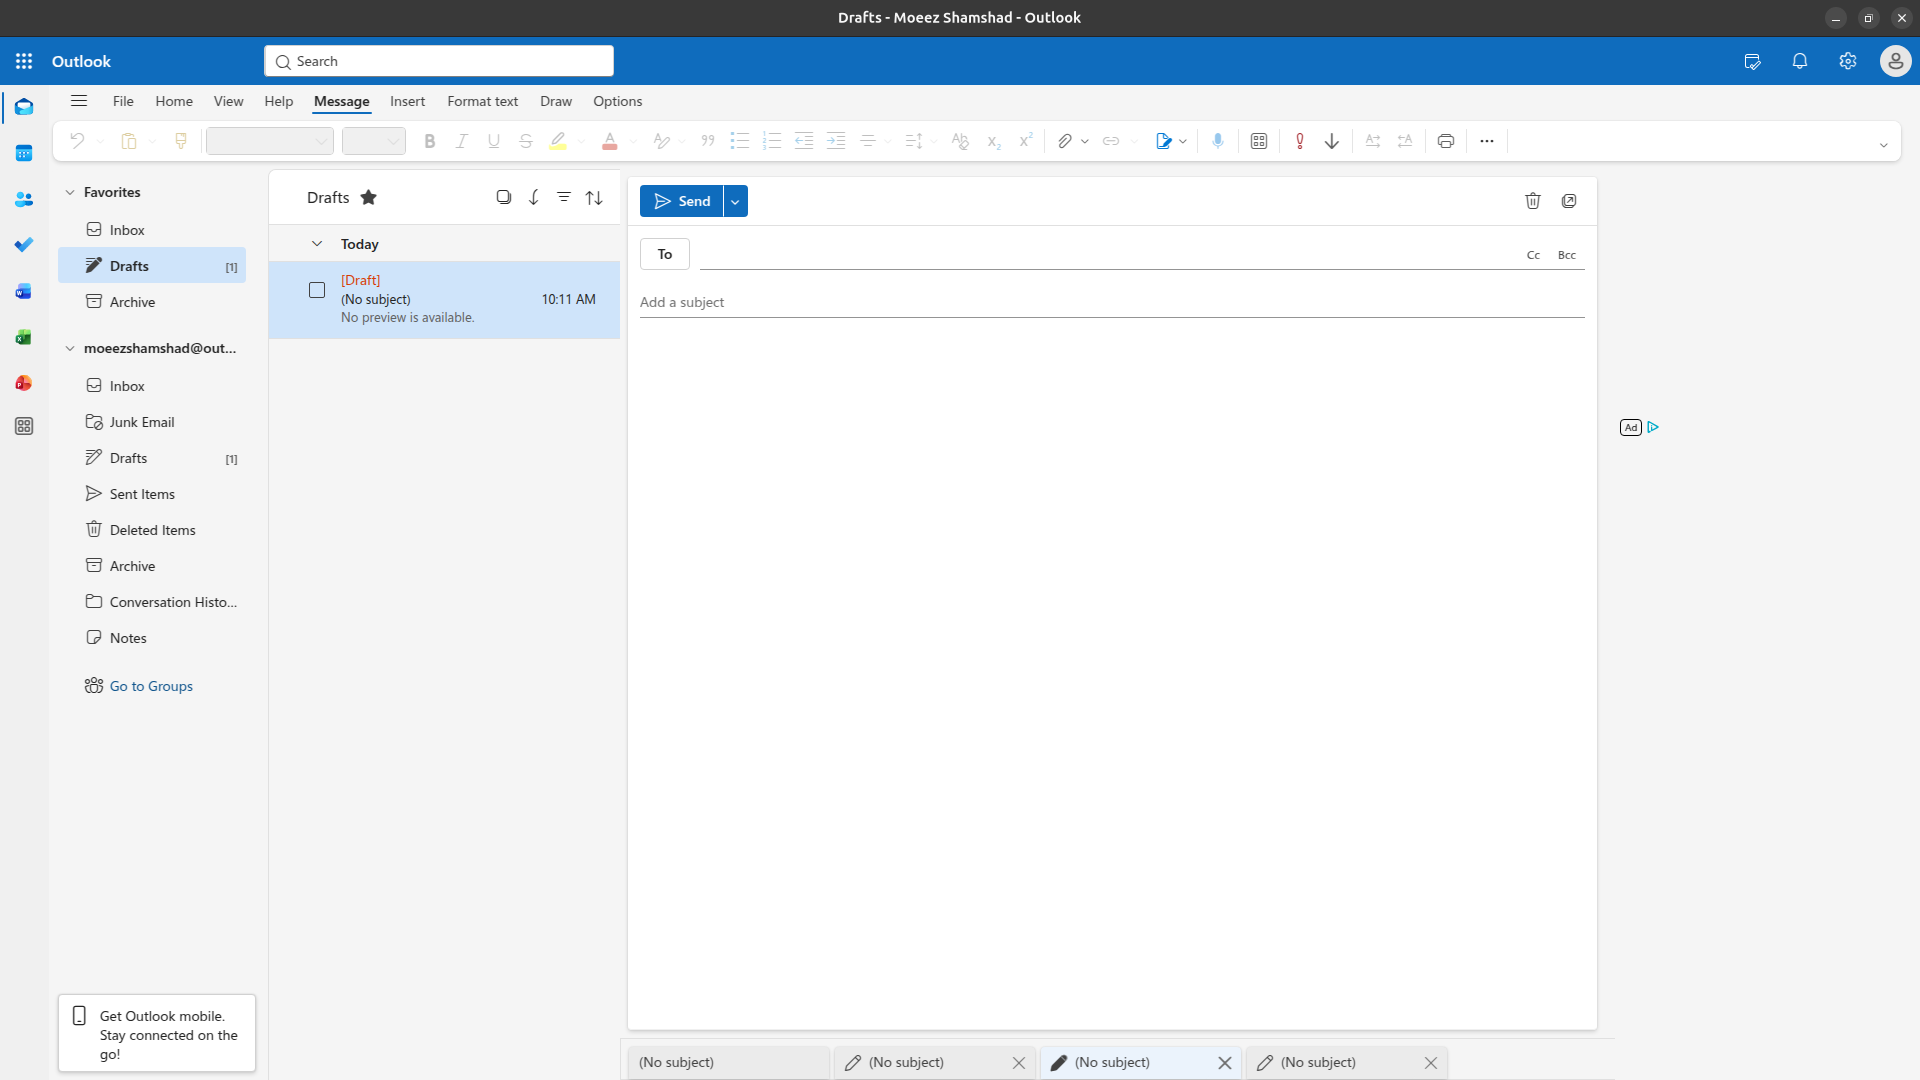 Drafts - Moeez Shamshad - Outlook
Outlook
Search
File Home View Help Message Insert Format text Draw Options
Favorites
Inbox
Drafts [1]
Archive
moeezshamshad@out...
Inbox
Junk Email
Drafts [1]
Sent Items
Deleted Items
Archive
Conversation Histo...
Notes
Go to Groups
Get Outlook mobile.
Stay connected on the
go!
Drafts
Today
[Draft]
(No subject) 10:11 AM
No preview is available.
Send
To Cc Bcc
Add a subject
Ad
(No subject) (No subject) (No subject) (No subject)